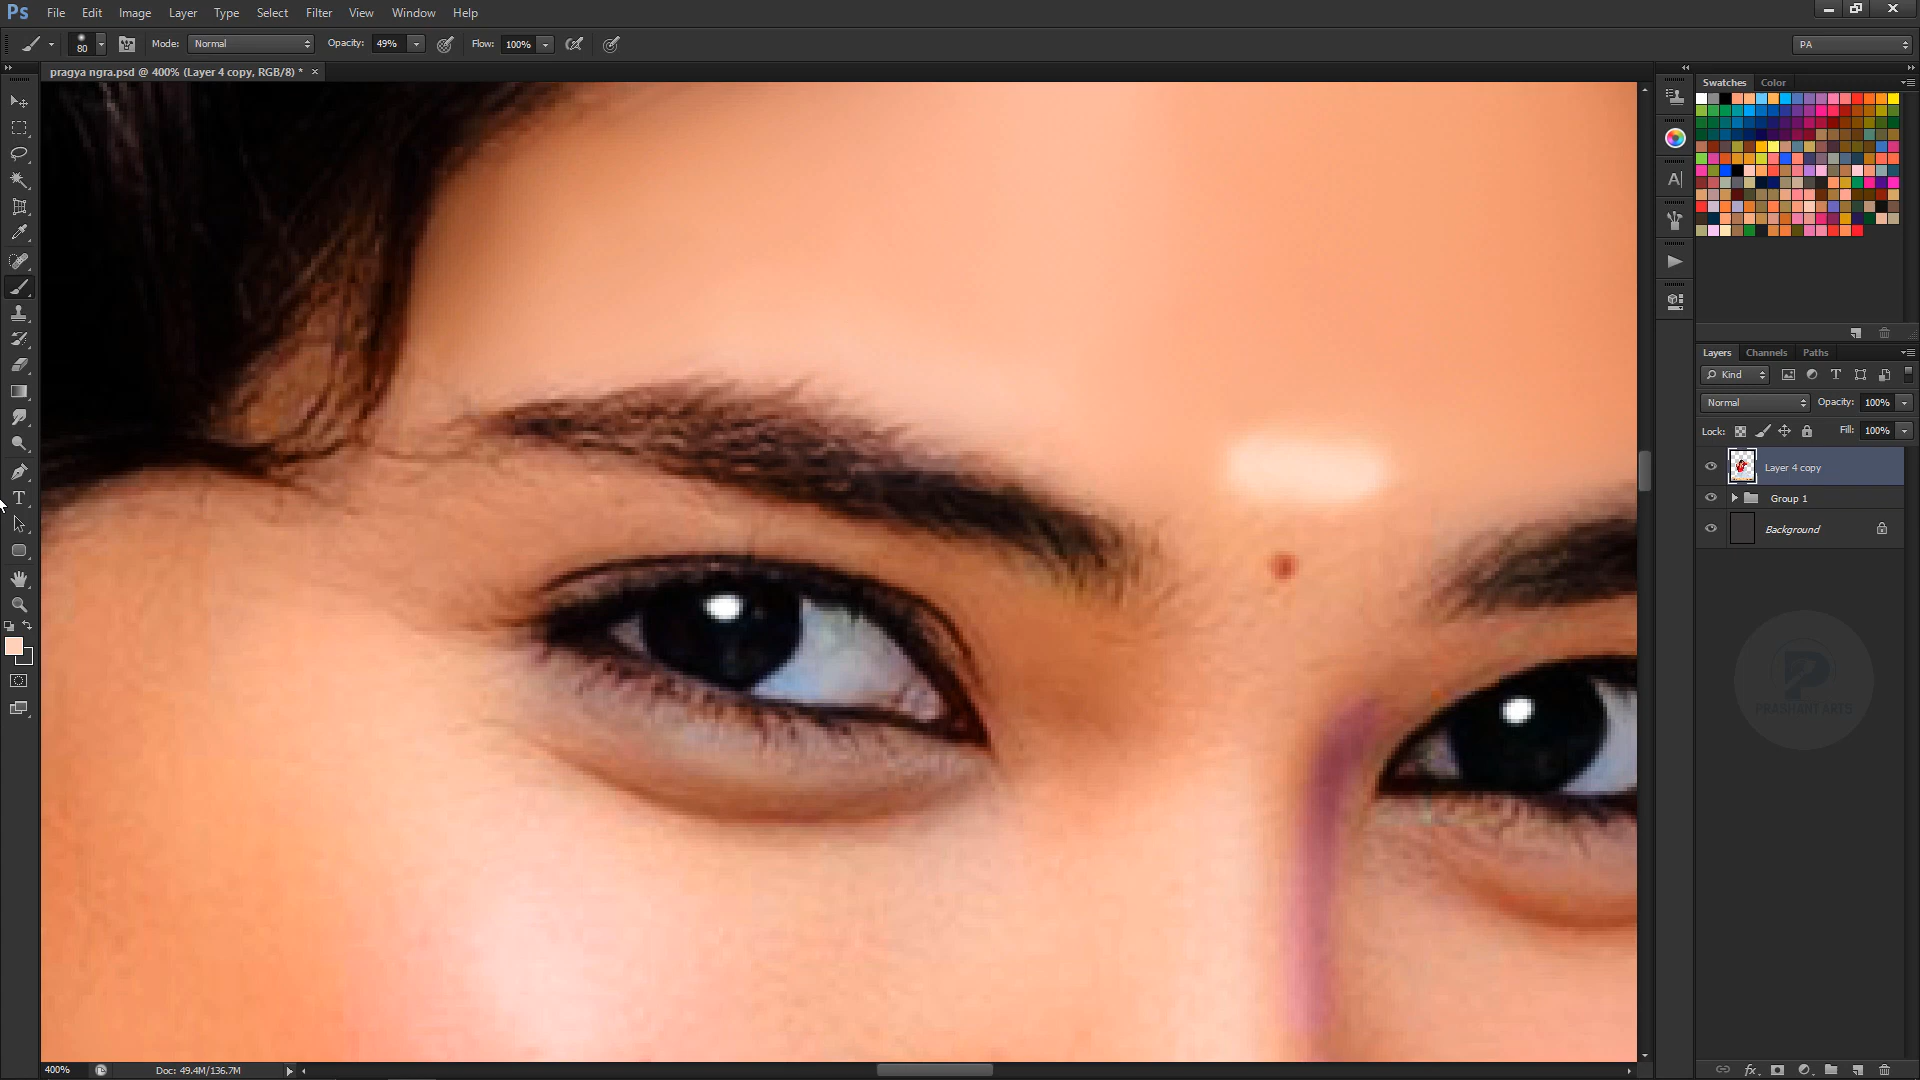 Ps File Edit Image Layer Type Select Filter View Window Help
80 Mode: Normal Opacity: 49% Flow: 100% PA
pragya ngra.psd @ 400% (Layer 4 copy, RGB/8) * ×
Swatches Color
Layers Channels Paths
Kind
Normal Opacity: 100%
Lock: Fill: 100%
Layer 4 copy
Group 1
Background
PRASHANT ARTS
400% Doc: 49.4M/136.7M